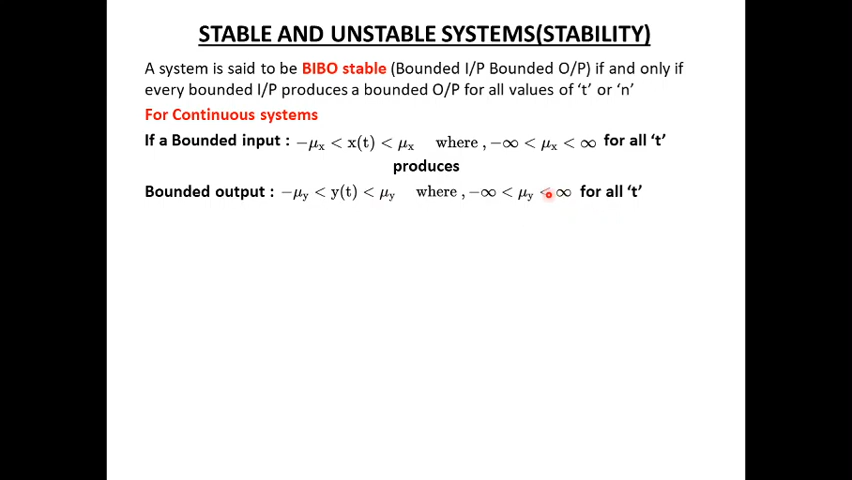 STABLE AND UNSTABLE SYSTEMS(STABILITY)
A system is said to be BIBO stable (Bounded I/P Bounded O/P) if and only if
every bounded I/P produces a bounded O/P for all values of ‘t’ or ‘n’
For Continuous systems
If a Bounded input : −μₓ < x(t) < μₓ where , −∞ < μₓ < ∞ for all ‘t’
produces
Bounded output : −μy < y(t) < μy where , −∞ < μy < ∞ for all ‘t’